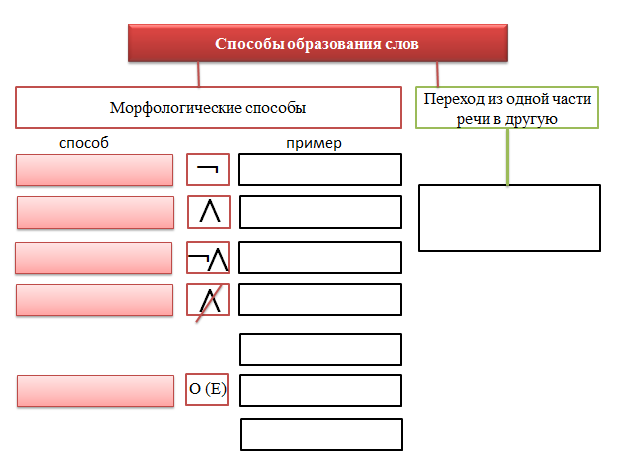 Способы образования слов
Морфологические способы
Переход из одной части
речи в другую
способ
пример
¬
^
¬^
^
О (Е)